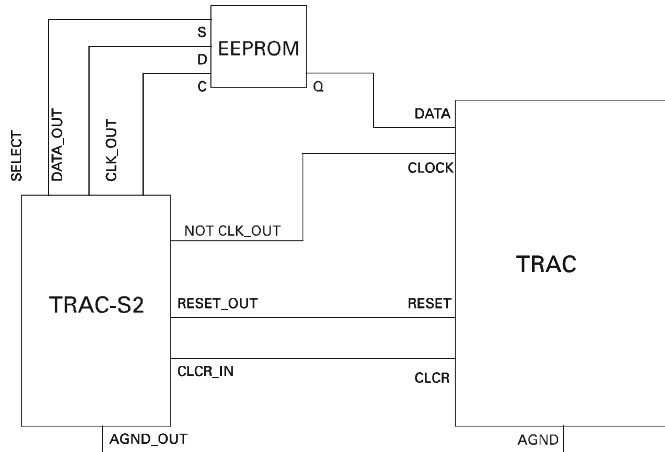 S
EEPROM
D
C
Q
SELECT
DATA_OUT
CLK_OUT
DATA
CLOCK
NOT CLK_OUT
TRAC
TRAC-S2
RESET_OUT
RESET
CLCR_IN
CLCR
AGND_OUT
AGND